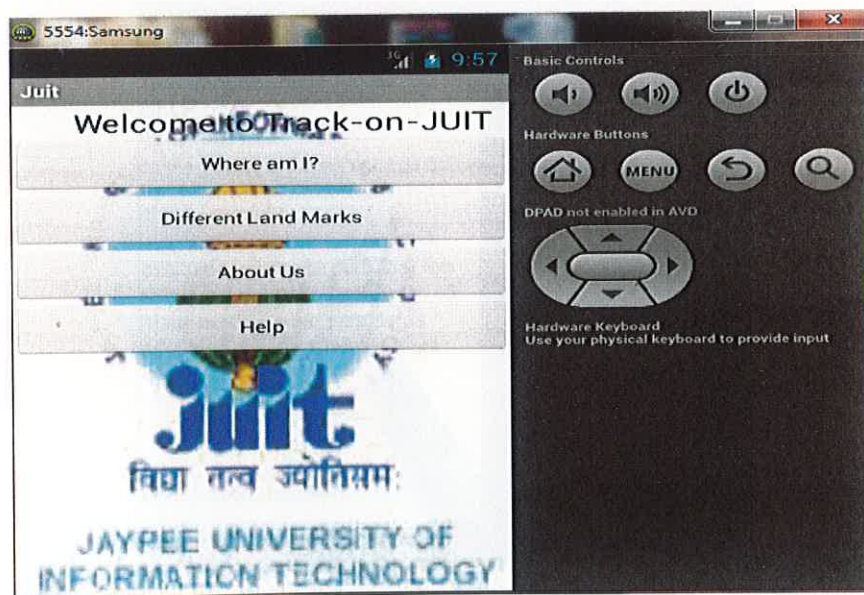 5554:Samsung
3G 9:57
Juit
Welcome to Track-on-JUIT
Where am I?
Different Land Marks
About Us
Help
juit
विद्या तत्व ज्योतिसमः
JAYPEE UNIVERSITY OF
INFORMATION TECHNOLOGY
Basic Controls
Hardware Buttons
MENU
DPAD not enabled in AVD
Hardware Keyboard
Use your physical keyboard to provide input